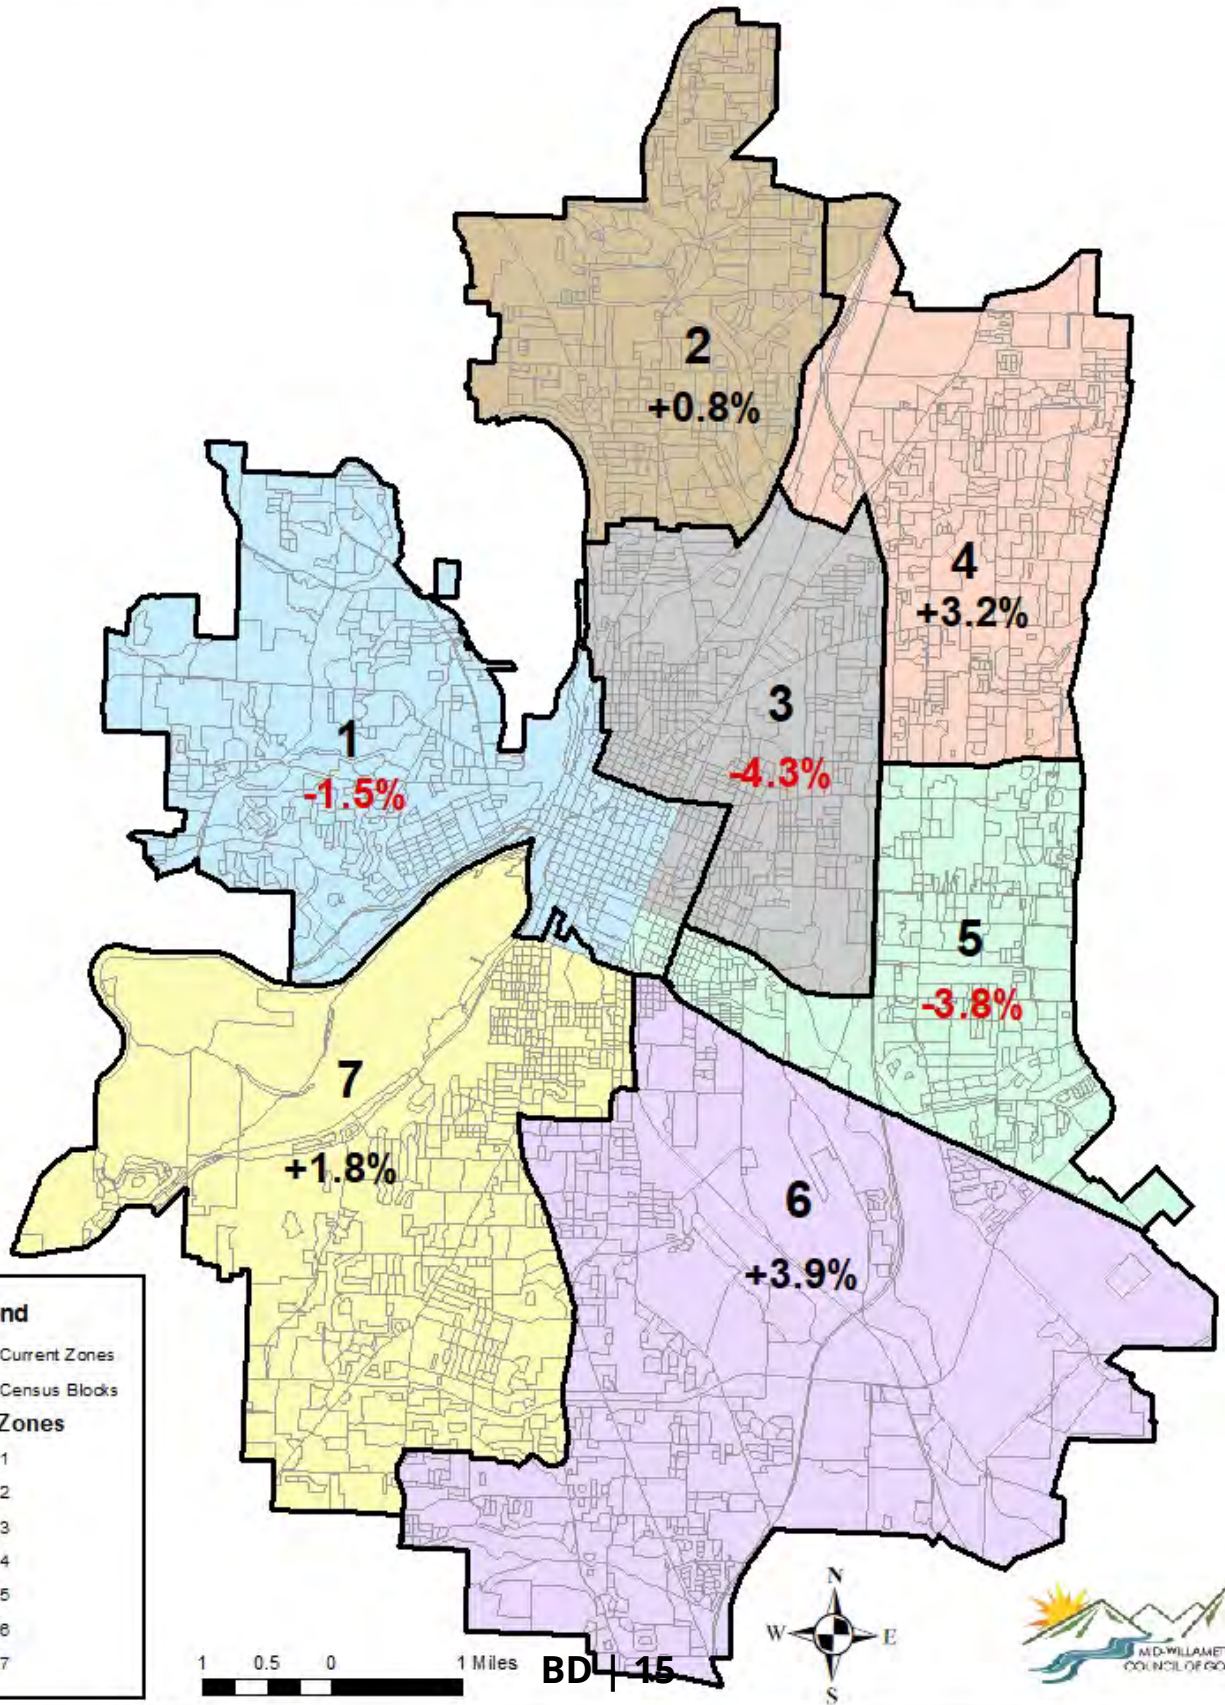 2
+0.8%
4
+3.2%
3
-4.3%
1
-1.5%
5
-3.8%
7
+1.8%
6
+3.9%
nd
Current Zones
Census Blocks
Zones
1
2
3
4
5
6
7
1 0.5 0 1 Miles
BD | 15
N
W E
S
MID-WILLAME
COUNCIL OF GO